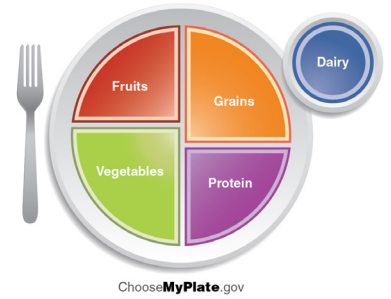 Dairy
Fruits
Grains
Vegetables
Protein
ChooseMyPlate.gov